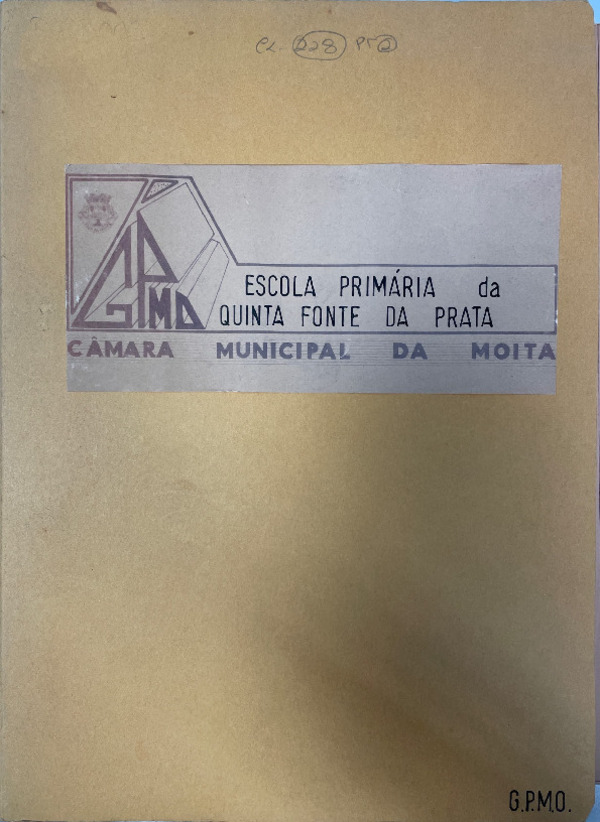 CX. 228 PT 2
GPMO
ESCOLA PRIMÁRIA da
QUINTA FONTE DA PRATA
CÂMARA MUNICIPAL DA MOITA
G.P.M.O.